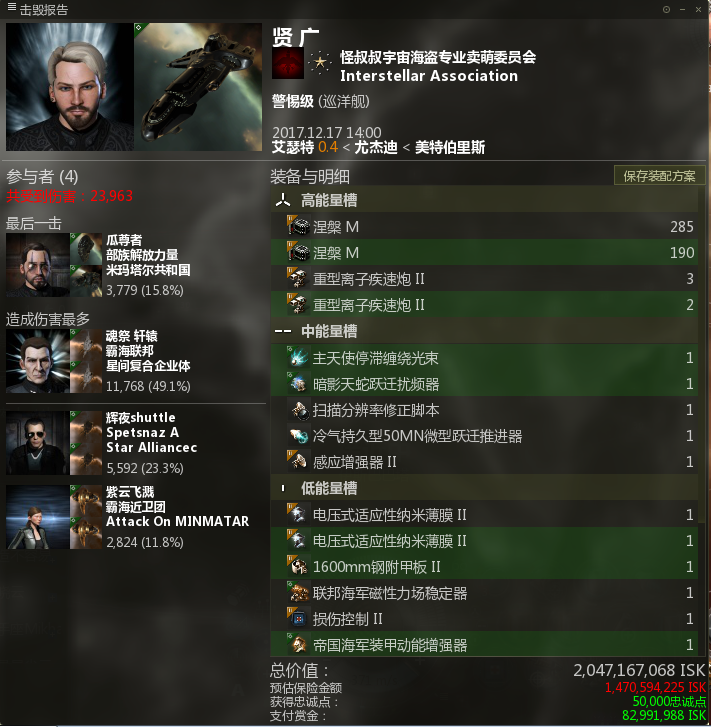 击毁报告
贤 广
怪叔叔宇宙海盗专业卖萌委员会
Interstellar Association
警惕级 (巡洋舰)
2017.12.17 14:00
艾瑟特 0.4 < 尤杰迪 < 美特伯里斯
参与者 (4)
23,963
最后一击
瓜尊者
部族解放力量
米玛塔尔共和国
3,779 (15.8%)
造成伤害最多
魂祭 轩辕
霸海联邦
星间复合企业体
11,768 (49.1%)
辉夜shuttle
Spetsnaz A
Star Alliancec
5,592 (23.3%)
紫云飞溅
霸海近卫团
Attack On MINMATAR
2,824 (11.8%)
装备与明细
保存装配方案
高能量槽
涅槃 M 285
涅槃 M 190
重型离子疾速炮 II 3
重型离子疾速炮 II 2
中能量槽
主天使停滞缠绕光束 1
暗影天蛇跃迁扰频器 1
扫描分辨率修正脚本 1
冷气持久型50MN微型跃迁推进器 1
感应增强器 II 1
低能量槽
电压式适应性纳米薄膜 II 1
电压式适应性纳米薄膜 II 1
1600mm钢附甲板 II 1
联邦海军磁性力场稳定器 1
损伤控制 II 1
帝国海军装甲动能增强器 1
总价值： 2,047,167,068 ISK
预估保险金额 1,470,594,225 ISK
获得忠诚点： 50,000忠诚点
支付赏金： 82,991,988 ISK